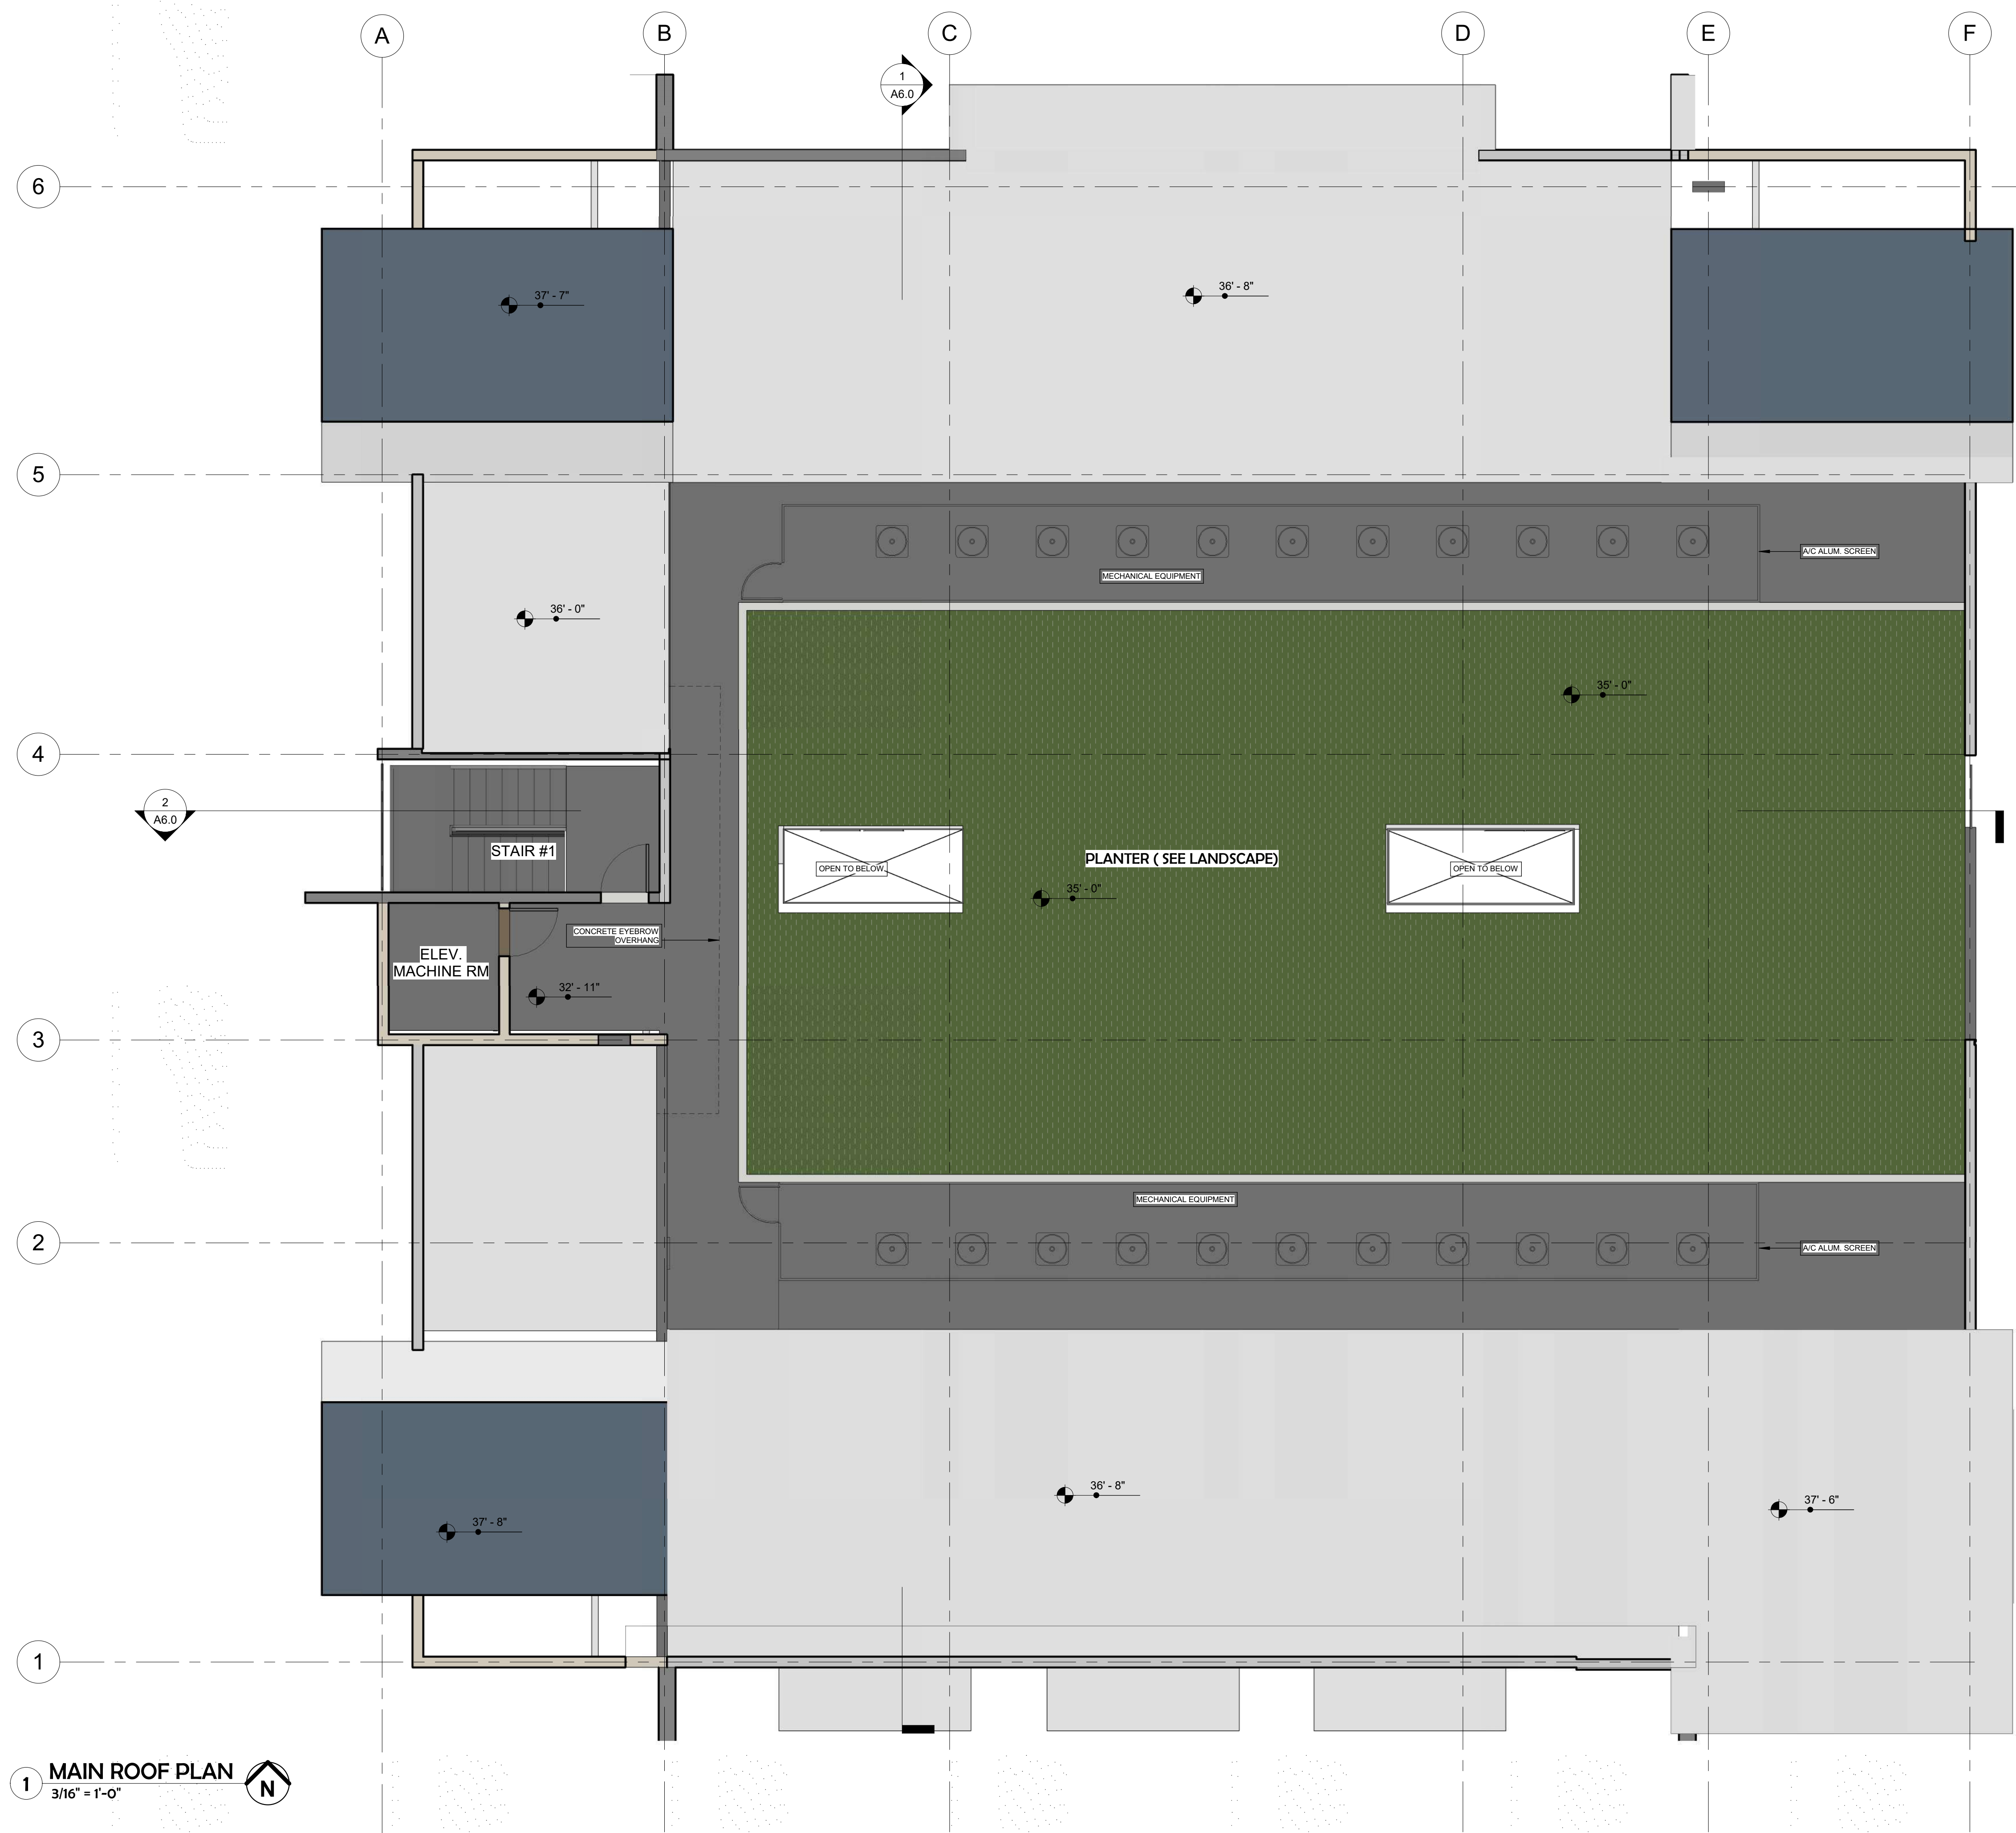 A
B
C
D
E
F
1
A6.0
6
37' - 7"
36' - 8"
5
A/C ALUM. SCREEN
MECHANICAL EQUIPMENT
36' - 0"
35' - 0"
4
2
A6.0
STAIR #1
PLANTER ( SEE LANDSCAPE)
OPEN TO BELOW
OPEN TO BELOW
35' - 0"
CONCRETE EYEBROW
OVERHANG
ELEV.
MACHINE RM
32' - 11"
3
MECHANICAL EQUIPMENT
2
A/C ALUM. SCREEN
36' - 8"
37' - 6"
37' - 8"
1
1 MAIN ROOF PLAN
3/16" = 1'-0"
N